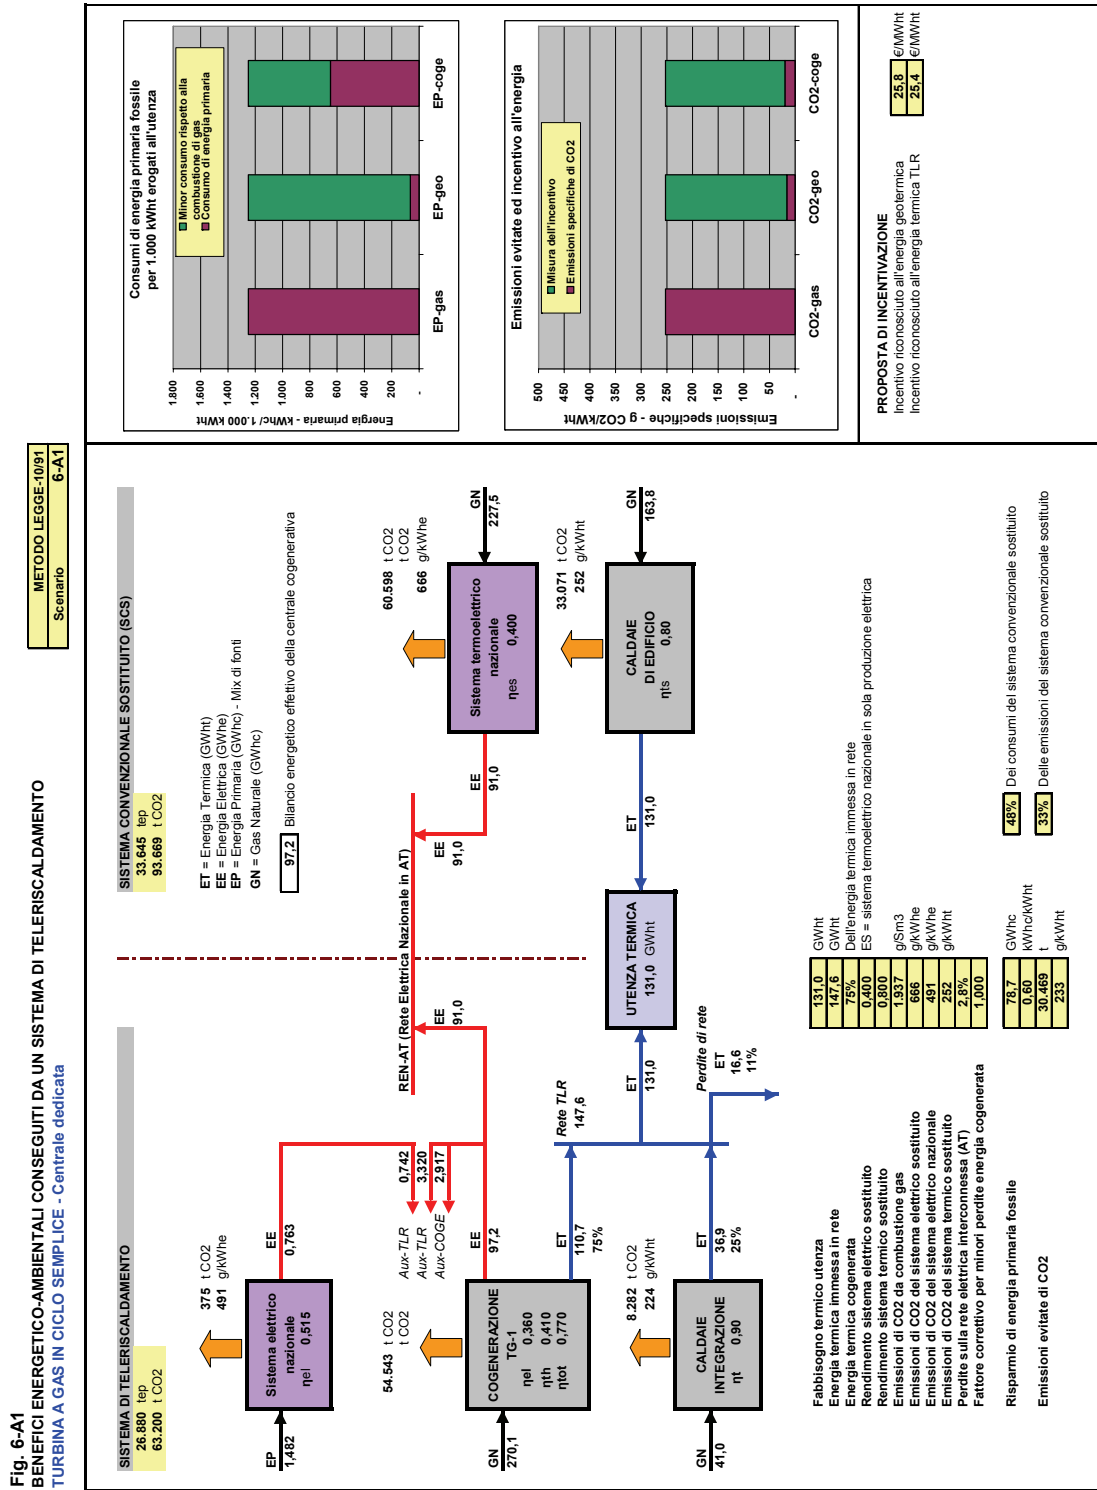 Fig. 6-A1
BENEFICI ENERGETICO-AMBIENTALI CONSEGUITI DA UN SISTEMA DI TELERISCALDAMENTO
TURBINA A GAS IN CICLO SEMPLICE - Centrale dedicata
METODO LEGGE-10/91
Scenario 6-A1
SISTEMA DI TELERISCALDAMENTO
26.880 tep
63.200 t CO2
SISTEMA CONVENZIONALE SOSTITUITO (SCS)
33.645 tep
93.669 t CO2
ET = Energia Termica (GWht)
EE = Energia Elettrica (GWhe)
EP = Energia Primaria (GWhc) - Mix di fonti
GN = Gas Naturale (GWhc)
97,2 Bilancio energetico effettivo della centrale cogenerativa
375 t CO2
491 g/kWhe
EP
1,482
Sistema elettrico
nazionale
ηel 0,515
EE
0,763
REN-AT (Rete Elettrica Nazionale in AT)
Aux-TLR 0,742
Aux-TLR 3,320
Aux-COGE 2,917
EE
91,0
EE
91,0
EE
91,0
60.598 t CO2
t CO2
666 g/kWhe
Sistema termoelettrico
nazionale
ηes 0,400
GN
227,5
54.543 t CO2
t CO2
GN
270,1
COGENERAZIONE
TG-1
ηel 0,360
ηth 0,410
ηtot 0,770
EE
97,2
ET
110,7
75%
Rete TLR
147,6
ET
131,0
UTENZA TERMICA
131,0 GWht
ET
131,0
33.071 t CO2
252 g/kWht
CALDAIE
DI EDIFICIO
ηts 0,80
GN
163,8
8.282 t CO2
224 g/kWht
GN
41,0
CALDAIE
INTEGRAZIONE
ηt 0,90
ET
36,9
25%
Perdite di rete
ET
16,6
11%
Fabbisogno termico utenza 131,0 GWht
Energia termica immessa in rete 147,6 GWht
Energia termica cogenerata 75% Dell'energia termica immessa in rete
Rendimento sistema elettrico sostituito 0,400 ES = sistema termoelettrico nazionale in sola produzione elettrica
Rendimento sistema termico sostituito 0,800
Emissioni di CO2 da combustione gas 1,937 g/Sm3
Emissioni di CO2 del sistema elettrico sostituito 666 g/kWhe
Emissioni di CO2 del sistema elettrico nazionale 491 g/kWhe
Emissioni di CO2 del sistema termico sostituito 252 g/kWht
Perdite sulla rete elettrica interconnessa (AT) 2,8%
Fattore correttivo per minori perdite energia cogenerata 1,000
Risparmio di energia primaria fossile 78,7 GWhc 48% Dei consumi del sistema convenzionale sostituito
0,60 kWhc/kWht
Emissioni evitate di CO2 30.469 t 33% Delle emissioni del sistema convenzionale sostituito
233 g/kWht
Consumi di energia primaria fossile
per 1.000 kWht erogati all'utenza
Minor consumo rispetto alla
combustione di gas
Consumo di energia primaria
Energia primaria - kWhc/ 1.000 kWht
1.800
1.600
1.400
1.200
1.000
800
600
400
200
-
EP-gas EP-geo EP-coge
Emissioni evitate ed incentivo all'energia
Misura dell'incentivo
Emissioni specifiche di CO2
Emissioni specifiche - g CO2/kWht
500
450
400
350
300
250
200
150
100
50
-
CO2-gas CO2-geo CO2-coge
PROPOSTA DI INCENTIVAZIONE
Incentivo riconosciuto all'energia geotermica 25,8 €/MWht
Incentivo riconosciuto all'energia termica TLR 25,4 €/MWht